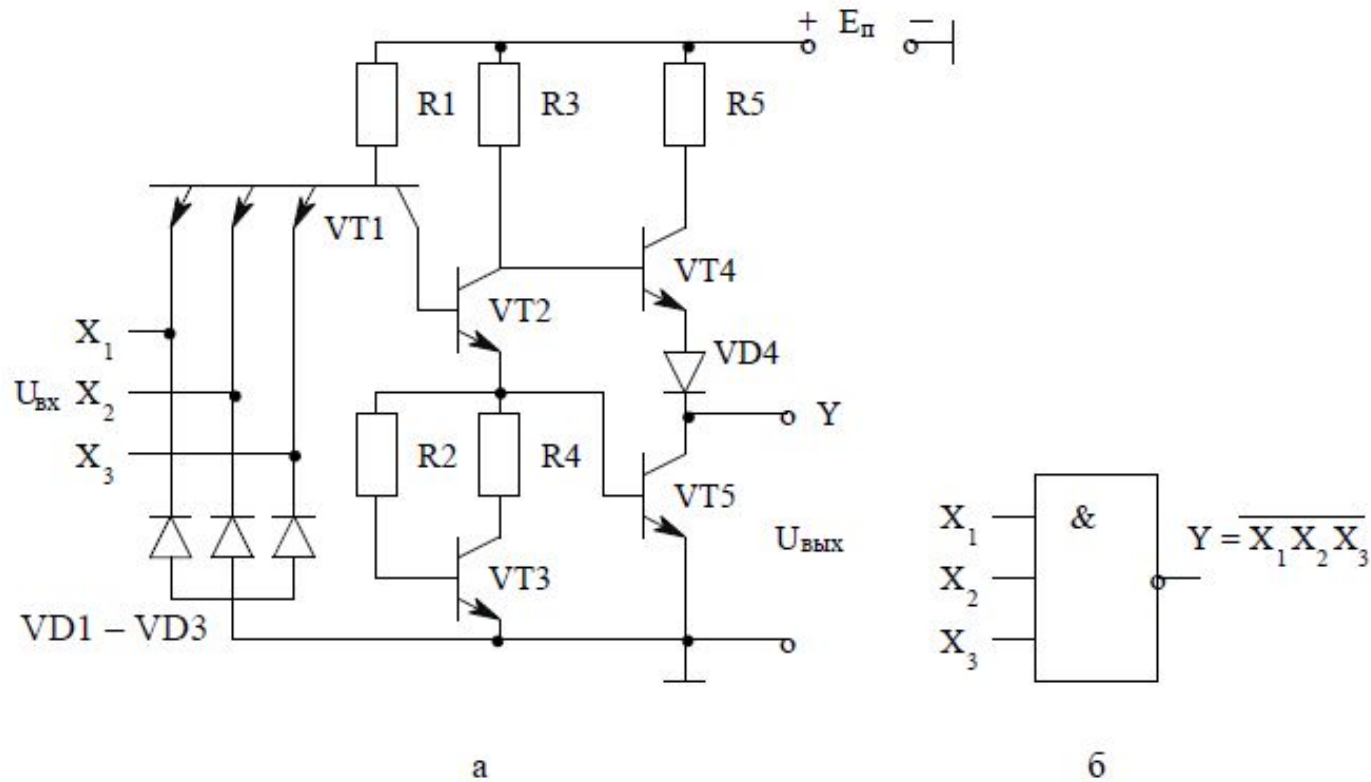 + Eп −
R1 R3 R5
VT1
VT4
VT2
X1
VD4
Uвх X2
Y
X3
R2 R4
VT5
X1 &
Uвых
Y = X1X2X3
VT3
X2
VD1 – VD3
X3
а б